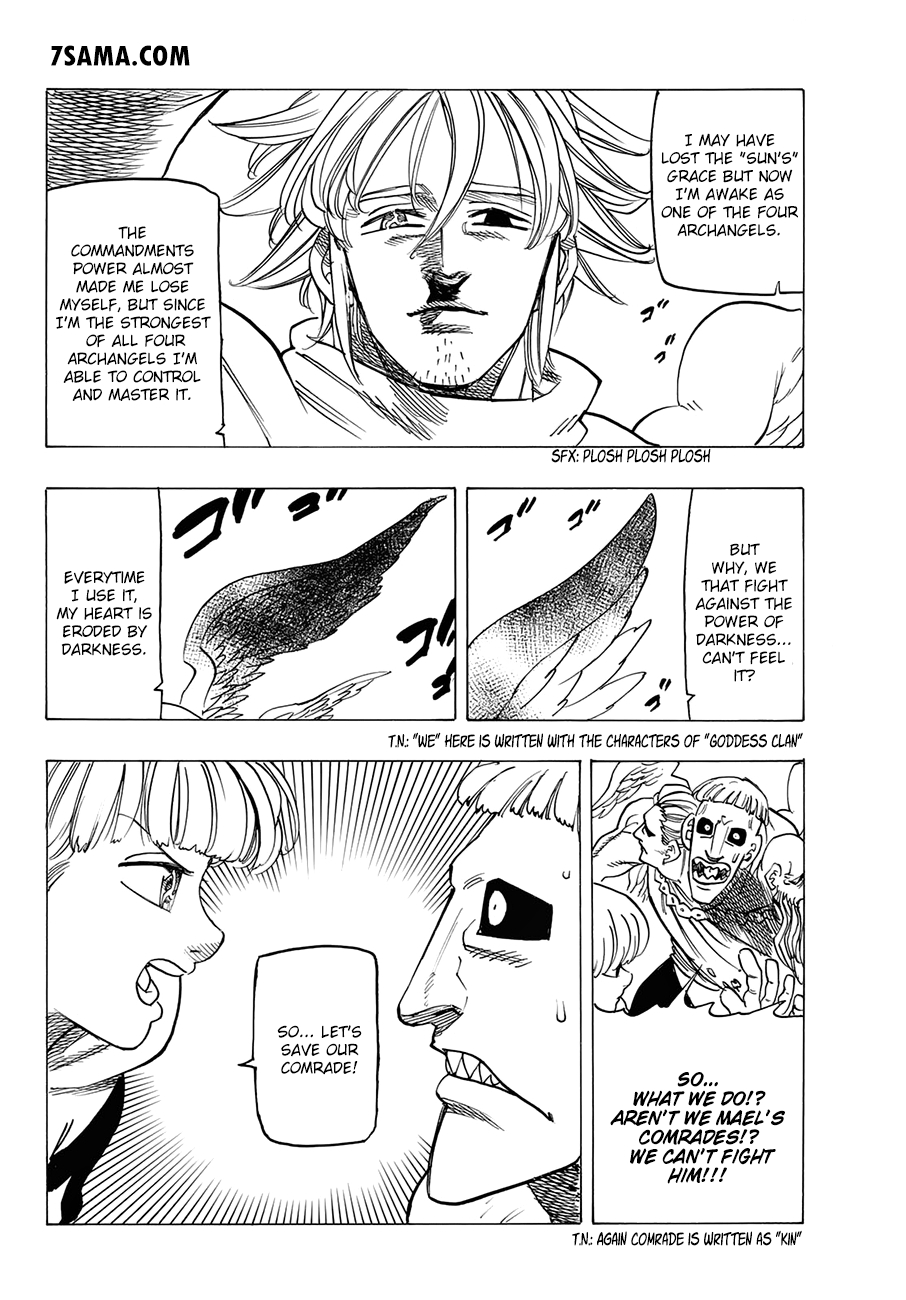 7SAMA.COM
I MAY HAVE
LOST THE "SUN'S"
GRACE BUT NOW
I'M AWAKE AS
ONE OF THE FOUR
ARCHANGELS.
THE
COMMANDMENTS
POWER ALMOST
MADE ME LOSE
MYSELF, BUT SINCE
I'M THE STRONGEST
OF ALL FOUR
ARCHANGELS I'M
ABLE TO CONTROL
AND MASTER IT.
ゴ
ゴ
SFX: PLOSH PLOSH PLOSH
BUT
WHY, WE
THAT FIGHT
AGAINST THE
POWER OF
DARKNESS...
CAN'T FEEL
IT?
ゴ
ゴ
ゴ
EVERYTIME
I USE IT,
MY HEART IS
ERODED BY
DARKNESS.
ゴ
ゴ
ゴ
ゴ
T.N.: "WE" HERE IS WRITTEN WITH THE CHARACTERS OF "GODDESS CLAN"
SO...
WHAT WE DO!?
AREN'T WE MAEL'S
COMRADES!?
WE CAN'T FIGHT
HIM!!!
SO... LET'S
SAVE OUR
COMRADE!
T.N.: AGAIN COMRADE IS WRITTEN AS "KIN"